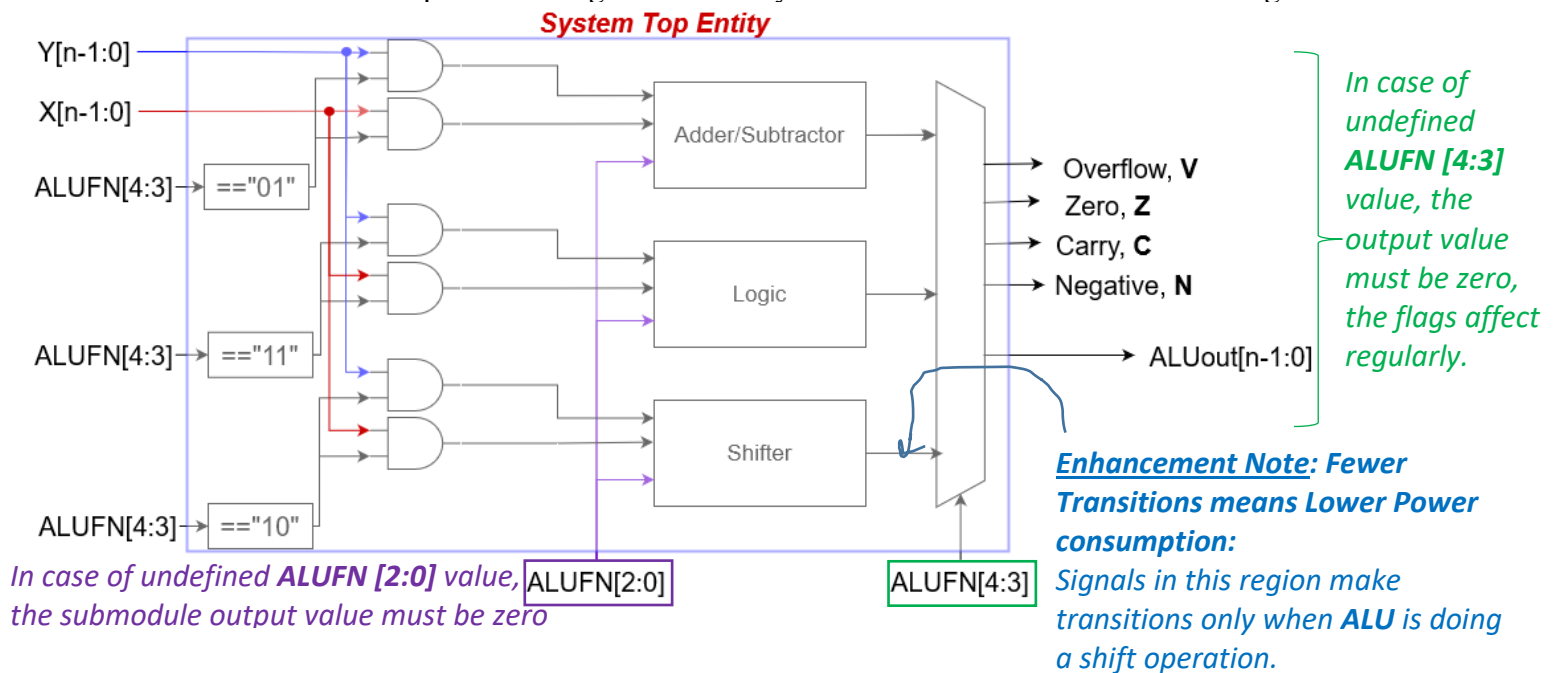 System Top Entity
Y[n-1:0]
X[n-1:0]
ALUFN[4:3]
=="01"
Adder/Subtractor
Overflow, V
Zero, Z
Carry, C
Negative, N
In case of
undefined
ALUFN [4:3]
value, the
output value
must be zero,
the flags affect
regularly.
ALUFN[4:3]
=="11"
Logic
ALUout[n-1:0]
ALUFN[4:3]
=="10"
Shifter
Enhancement Note: Fewer
Transitions means Lower Power
consumption:
Signals in this region make
transitions only when ALU is doing
a shift operation.
In case of undefined ALUFN [2:0] value,
the submodule output value must be zero
ALUFN[2:0]
ALUFN[4:3]